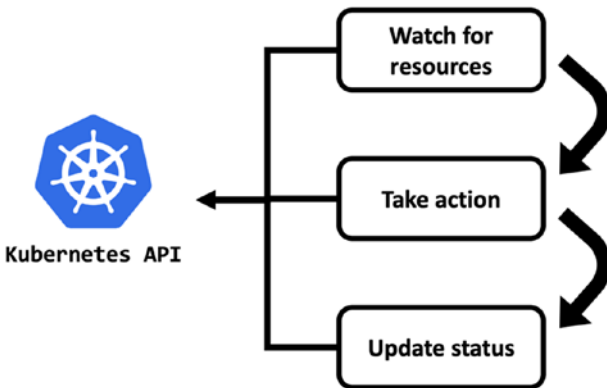 Watch for
resources
Take action
Kubernetes API
Update status